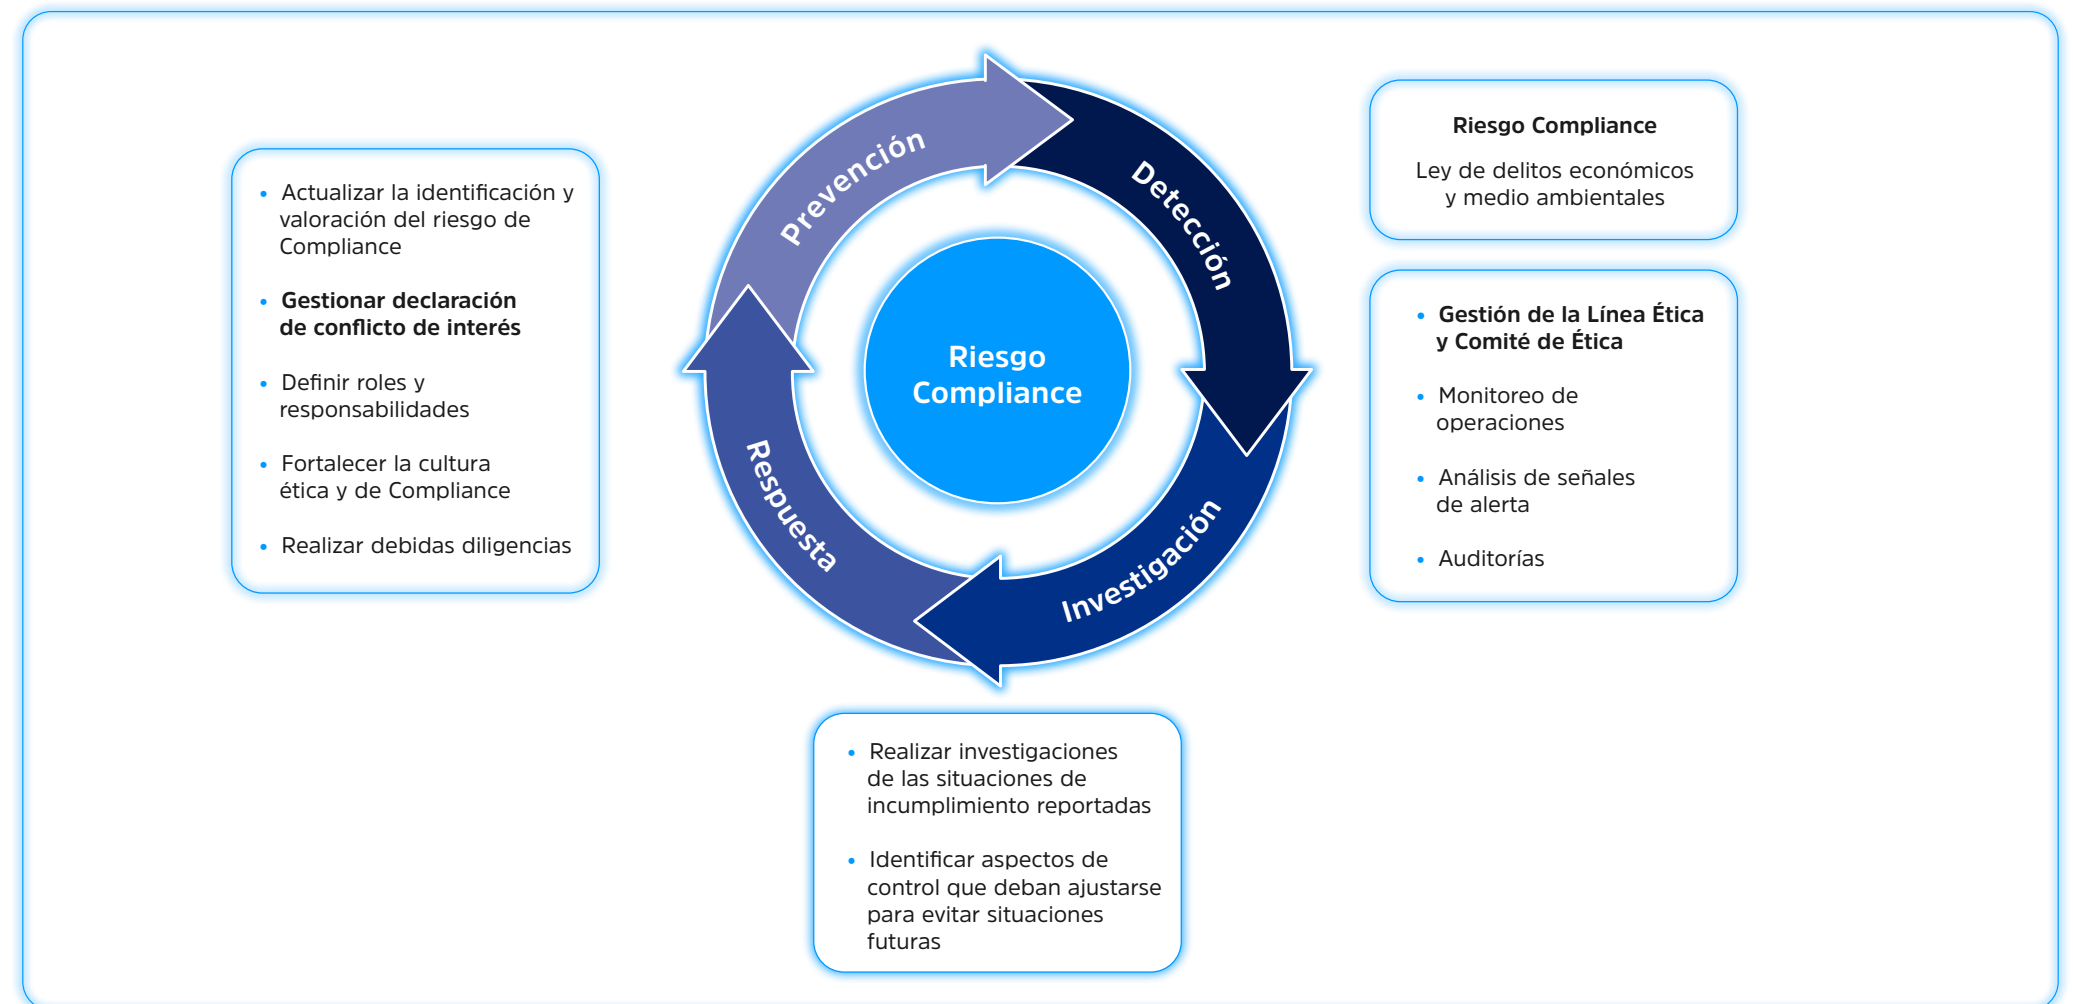 • Actualizar la identificación y
valoración del riesgo de
Compliance
• Gestionar declaración
de conflicto de interés
• Definir roles y
responsabilidades
• Fortalecer la cultura
ética y de Compliance
• Realizar debidas diligencias
Prevención
Detección
Investigación
Respuesta
Riesgo
Compliance
Riesgo Compliance
Ley de delitos económicos
y medio ambientales
• Gestión de la Línea Ética
y Comité de Ética
• Monitoreo de
operaciones
• Análisis de señales
de alerta
• Auditorías
• Realizar investigaciones
de las situaciones de
incumplimiento reportadas
• Identificar aspectos de
control que deban ajustarse
para evitar situaciones
futuras